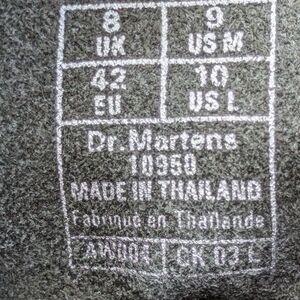 8 9
UK US M
42 10
EU US L
Dr.Martens
10950
MADE IN THAILAND
Fabriqué en Thaïlande
AW004 CK 03 L